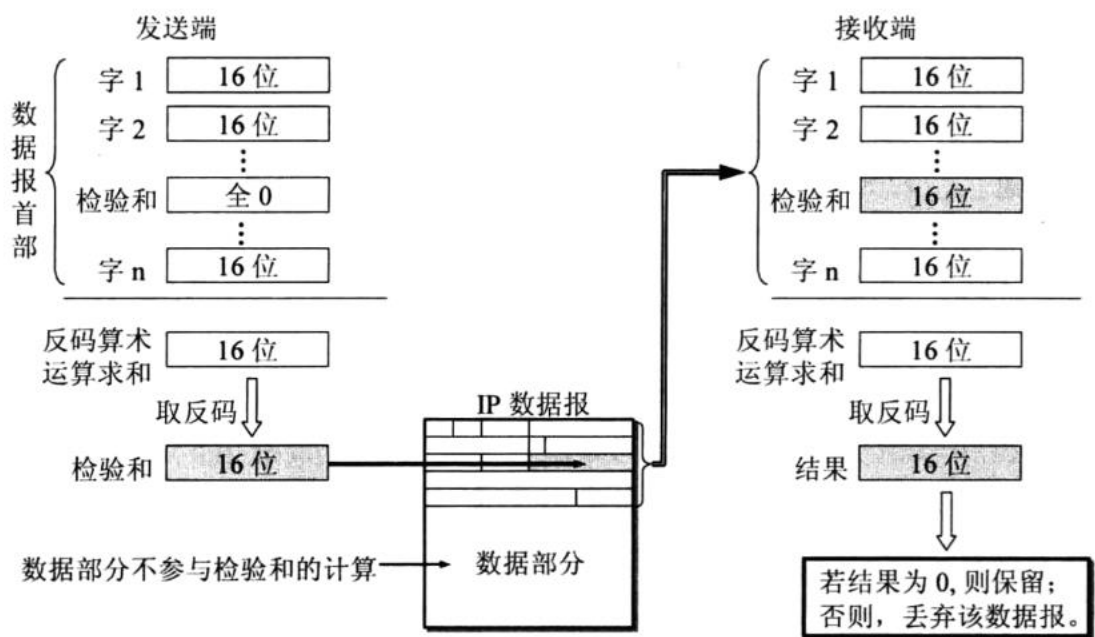 发送端
数据报首部
字 1 16 位
字 2 16 位
检验和 全 0
字 n 16 位
反码算术
运算求和
16 位
取反码
检验和 16 位
数据部分不参与检验和的计算
IP 数据报
数据部分
接收端
字 1 16 位
字 2 16 位
检验和 16 位
字 n 16 位
反码算术
运算求和
16 位
取反码
结果 16 位
若结果为 0, 则保留；
否则，丢弃该数据报。